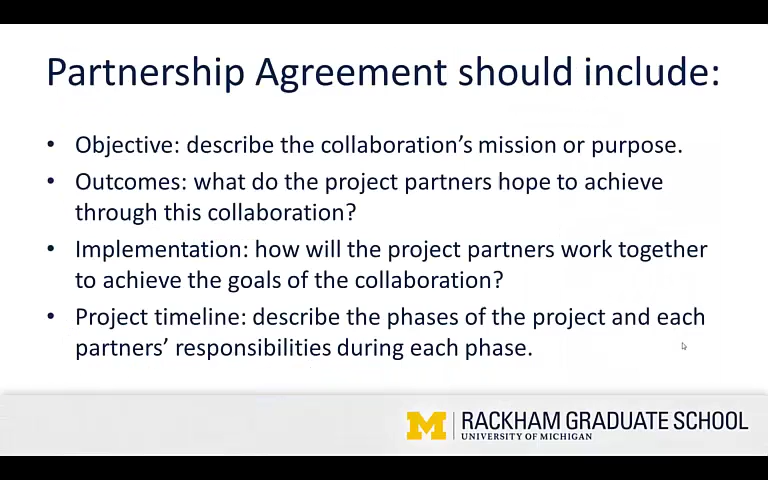 Partnership Agreement should include:
• Objective: describe the collaboration’s mission or purpose.
• Outcomes: what do the project partners hope to achieve
through this collaboration?
• Implementation: how will the project partners work together
to achieve the goals of the collaboration?
• Project timeline: describe the phases of the project and each
partners’ responsibilities during each phase.
M RACKHAM GRADUATE SCHOOL
UNIVERSITY OF MICHIGAN